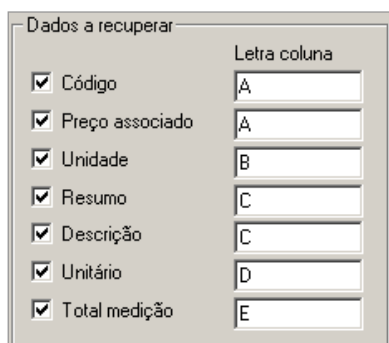 Dados a recuperar
Letra coluna
Código A
Preço associado A
Unidade B
Resumo C
Descrição C
Unitário D
Total medição E